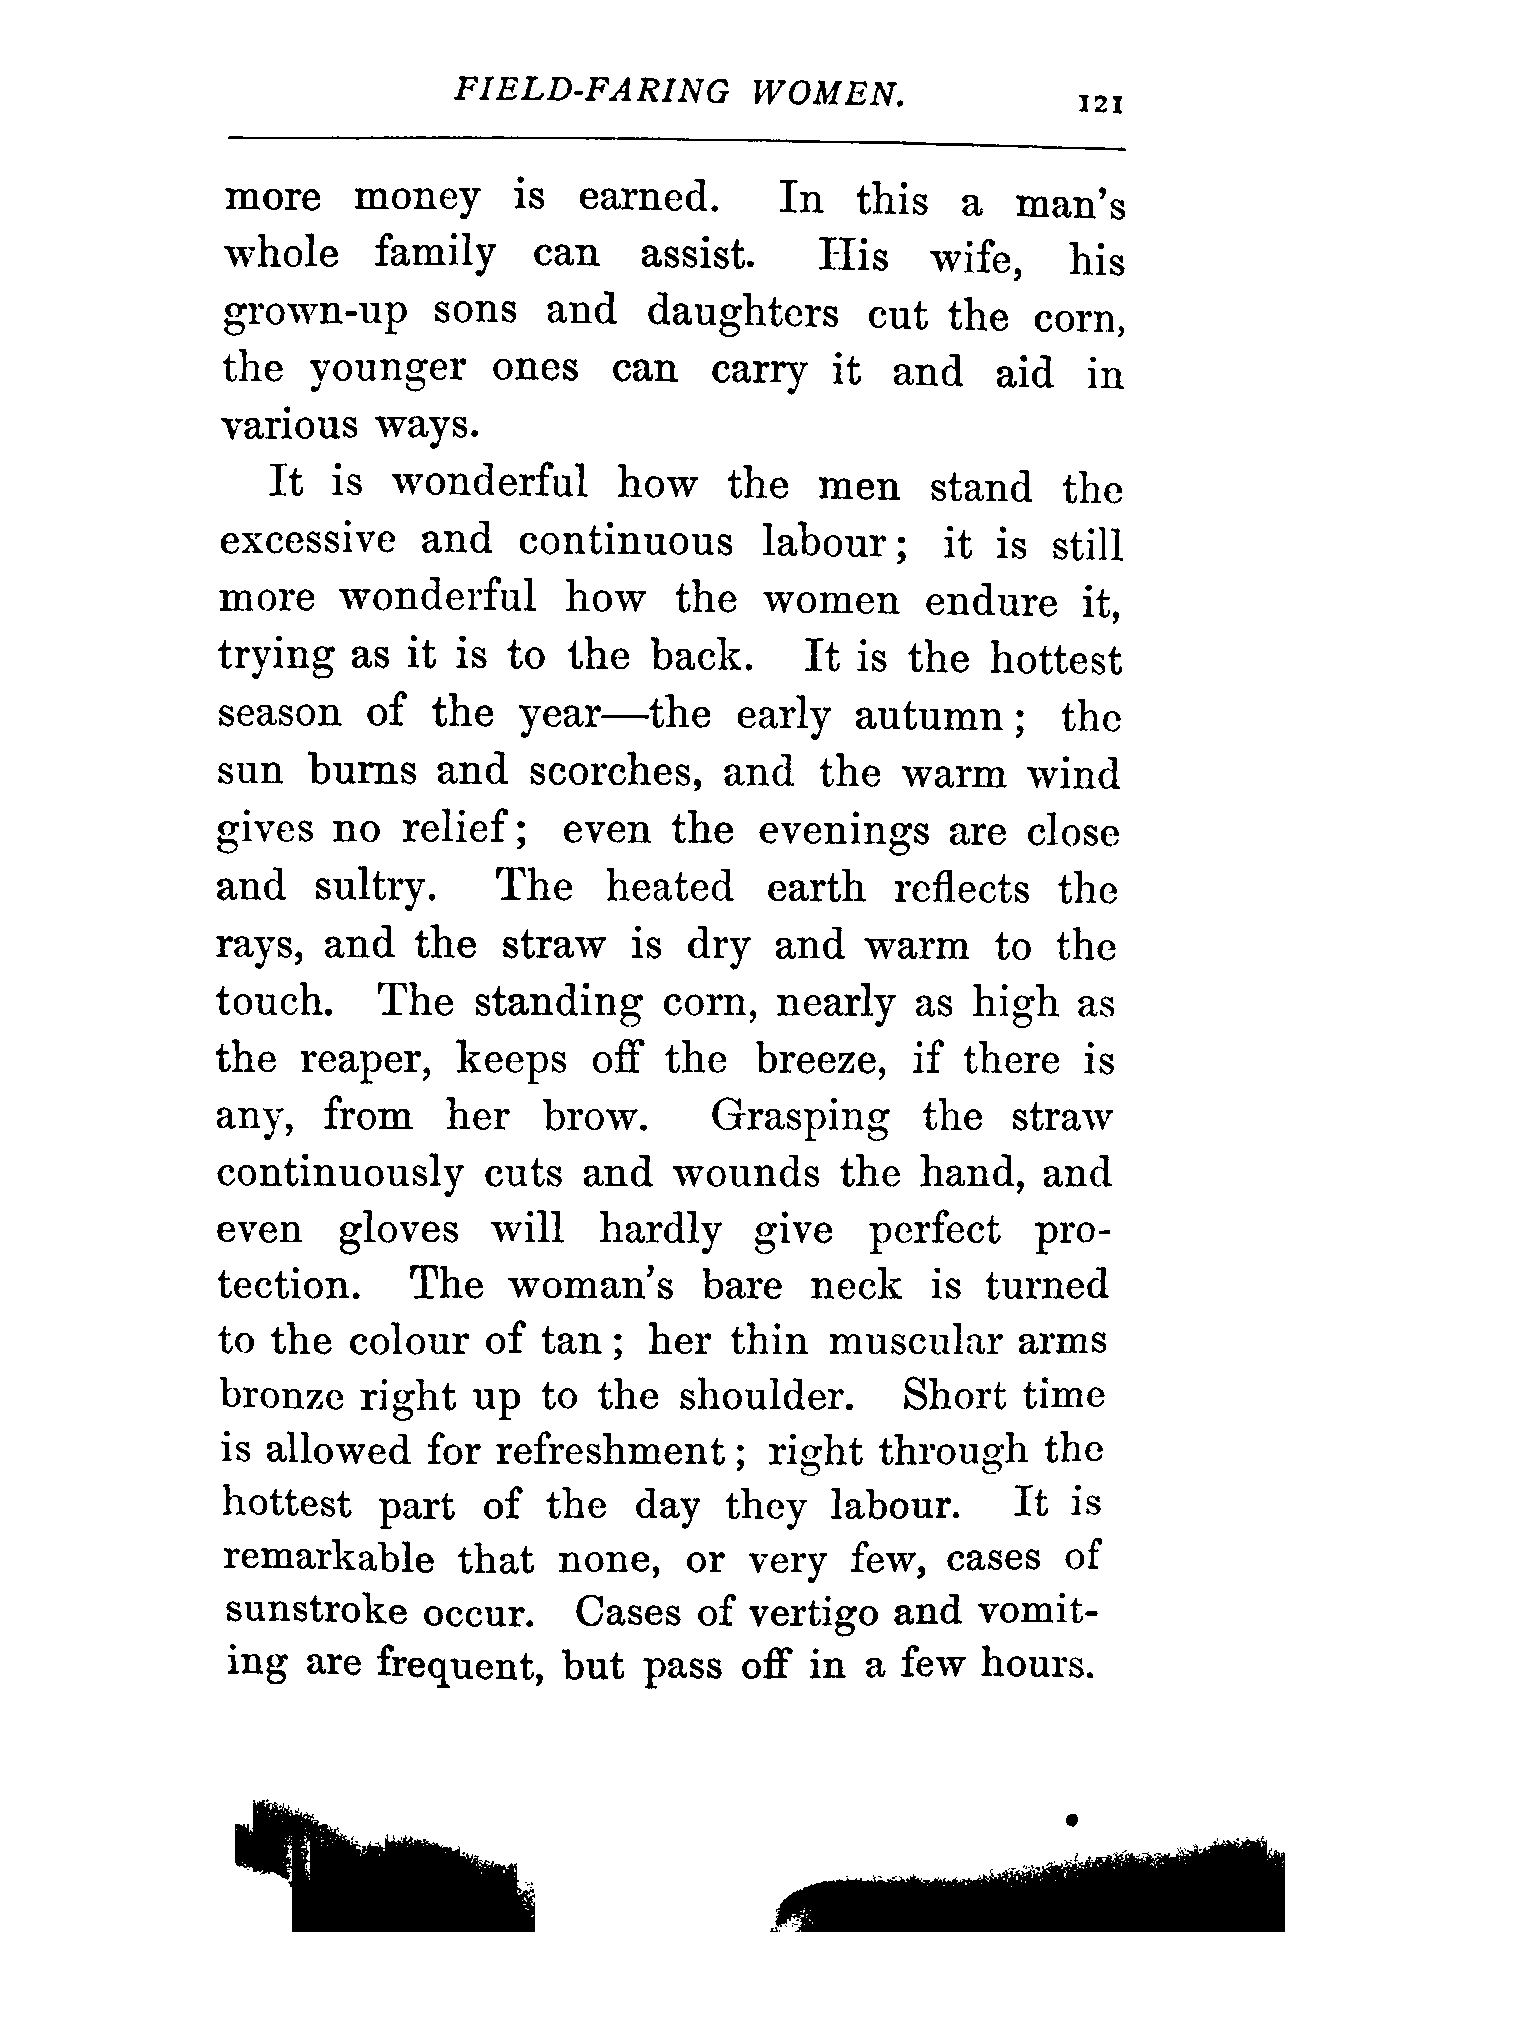 FIELD-FARING WOMEN. 121
more money is earned. In this a man's
whole family can assist. His wife, his
grown-up sons and daughters cut the corn,
the younger ones can carry it and aid in
various ways.
It is wonderful how the men stand the
excessive and continuous labour; it is still
more wonderful how the women endure it,
trying as it is to the back. It is the hottest
season of the year—the early autumn; the
sun burns and scorches, and the warm wind
gives no relief; even the evenings are close
and sultry. The heated earth reflects the
rays, and the straw is dry and warm to the
touch. The standing corn, nearly as high as
the reaper, keeps off the breeze, if there is
any, from her brow. Grasping the straw
continuously cuts and wounds the hand, and
even gloves will hardly give perfect pro-
tection. The woman's bare neck is turned
to the colour of tan; her thin muscular arms
bronze right up to the shoulder. Short time
is allowed for refreshment; right through the
hottest part of the day they labour. It is
remarkable that none, or very few, cases of
sunstroke occur. Cases of vertigo and vomit-
ing are frequent, but pass off in a few hours.